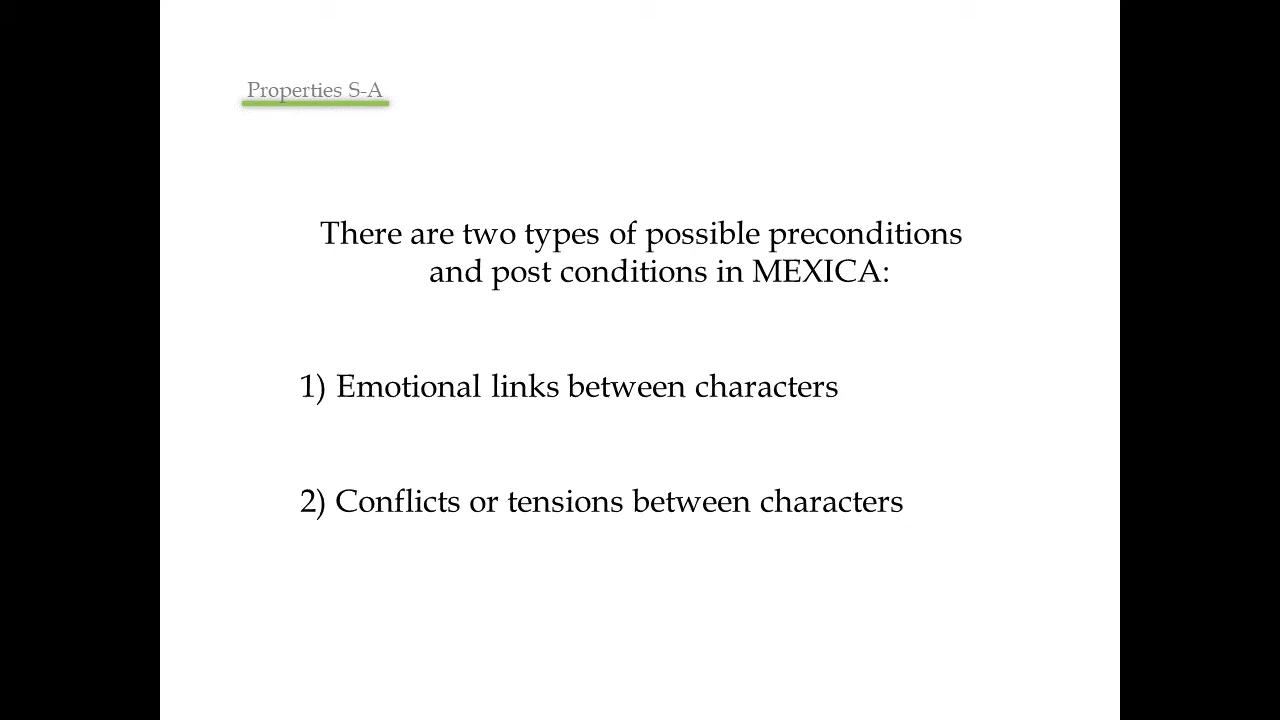 Properties S-A
There are two types of possible preconditions
and post conditions in MEXICA:
1) Emotional links between characters
2) Conflicts or tensions between characters